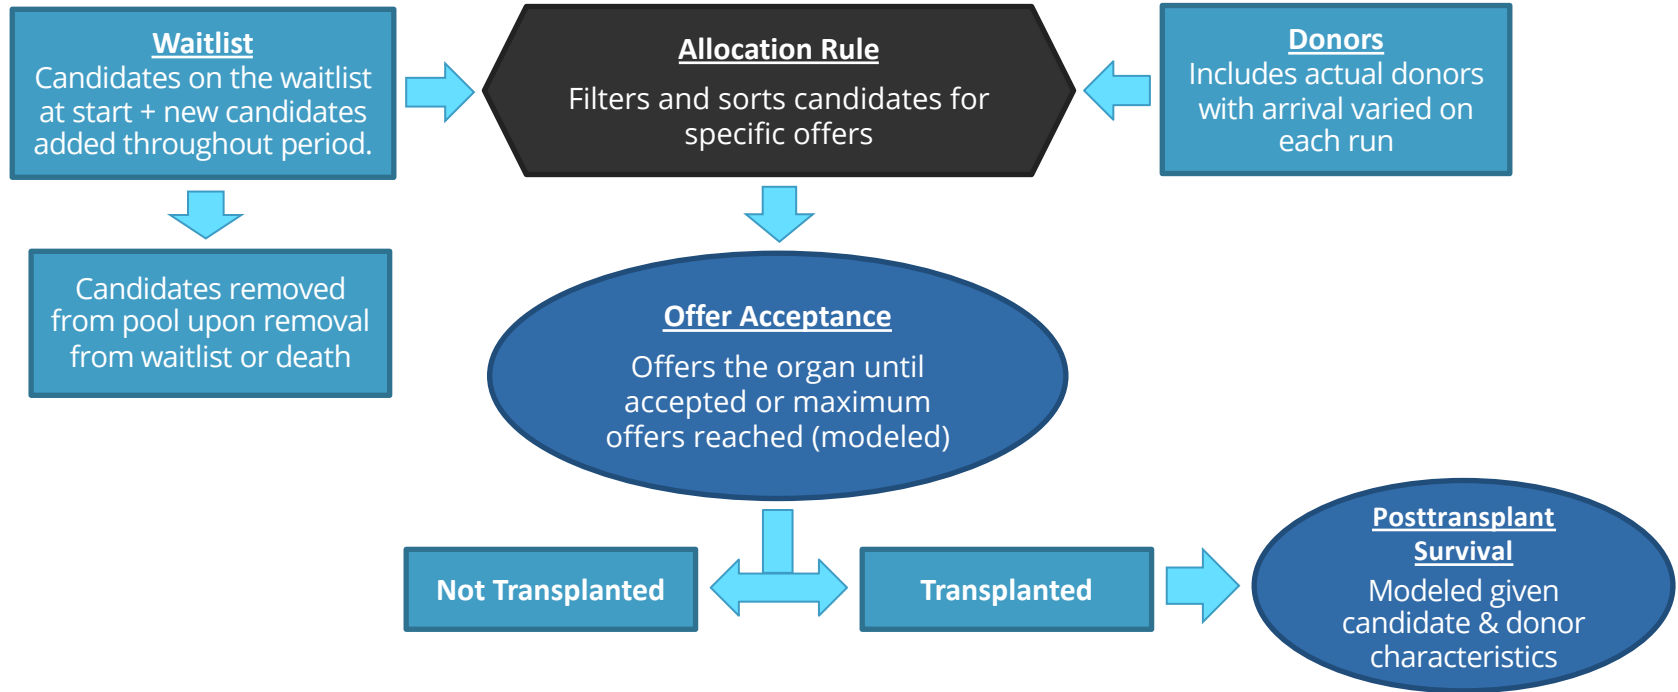 Waitlist
Candidates on the waitlist
at start + new candidates
added throughout period.
Allocation Rule
Filters and sorts candidates for
specific offers
Donors
Includes actual donors
with arrival varied on
each run
Candidates removed
from pool upon removal
from waitlist or death
Offer Acceptance
Offers the organ until
accepted or maximum
offers reached (modeled)
Not Transplanted
Transplanted
Posttransplant
Survival
Modeled given
candidate & donor
characteristics